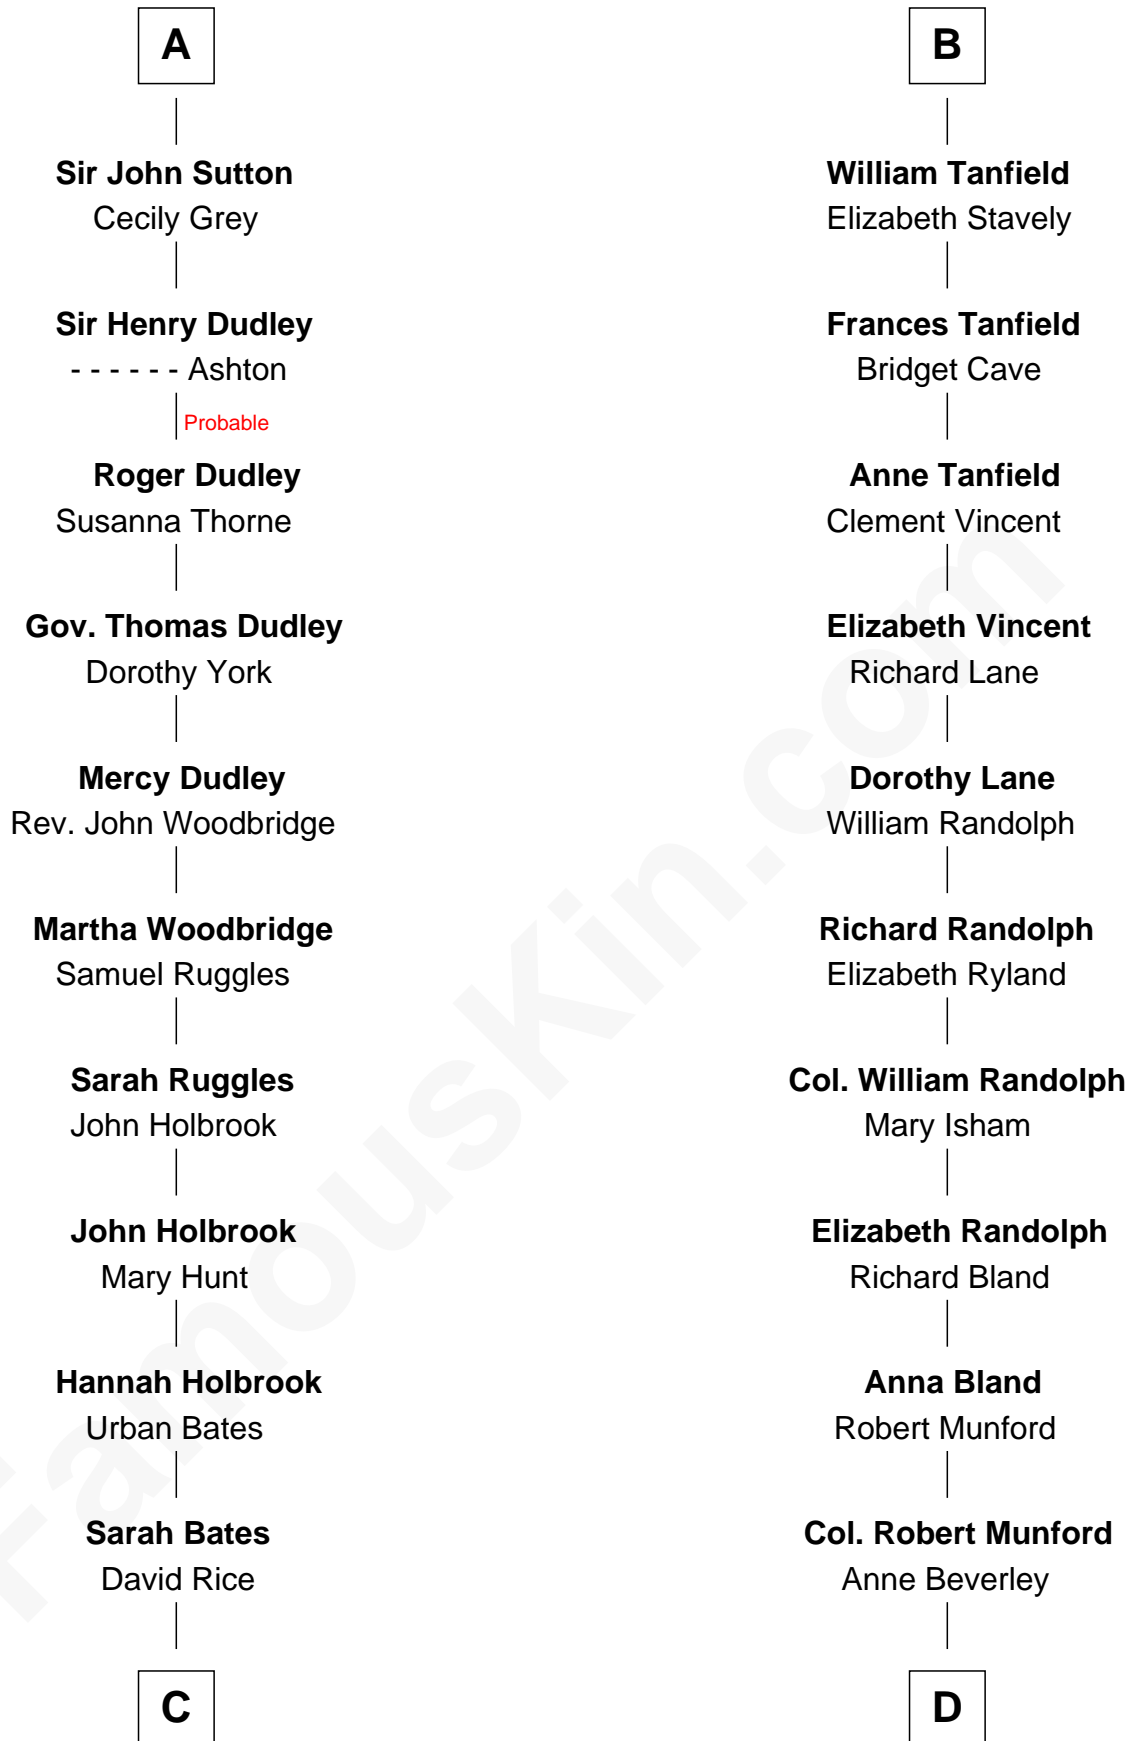 A
Sir John Sutton
Cecily Grey
Sir Henry Dudley
- - - - - - Ashton
Probable
Roger Dudley
Susanna Thorne
Gov. Thomas Dudley
Dorothy York
Mercy Dudley
Rev. John Woodbridge
Martha Woodbridge
Samuel Ruggles
Sarah Ruggles
John Holbrook
John Holbrook
Mary Hunt
Hannah Holbrook
Urban Bates
Sarah Bates
David Rice
C
B
William Tanfield
Elizabeth Stavely
Frances Tanfield
Bridget Cave
Anne Tanfield
Clement Vincent
Elizabeth Vincent
Richard Lane
Dorothy Lane
William Randolph
Richard Randolph
Elizabeth Ryland
Col. William Randolph
Mary Isham
Elizabeth Randolph
Richard Bland
Anna Bland
Robert Munford
Col. Robert Munford
Anne Beverley
D
FamousKin.com